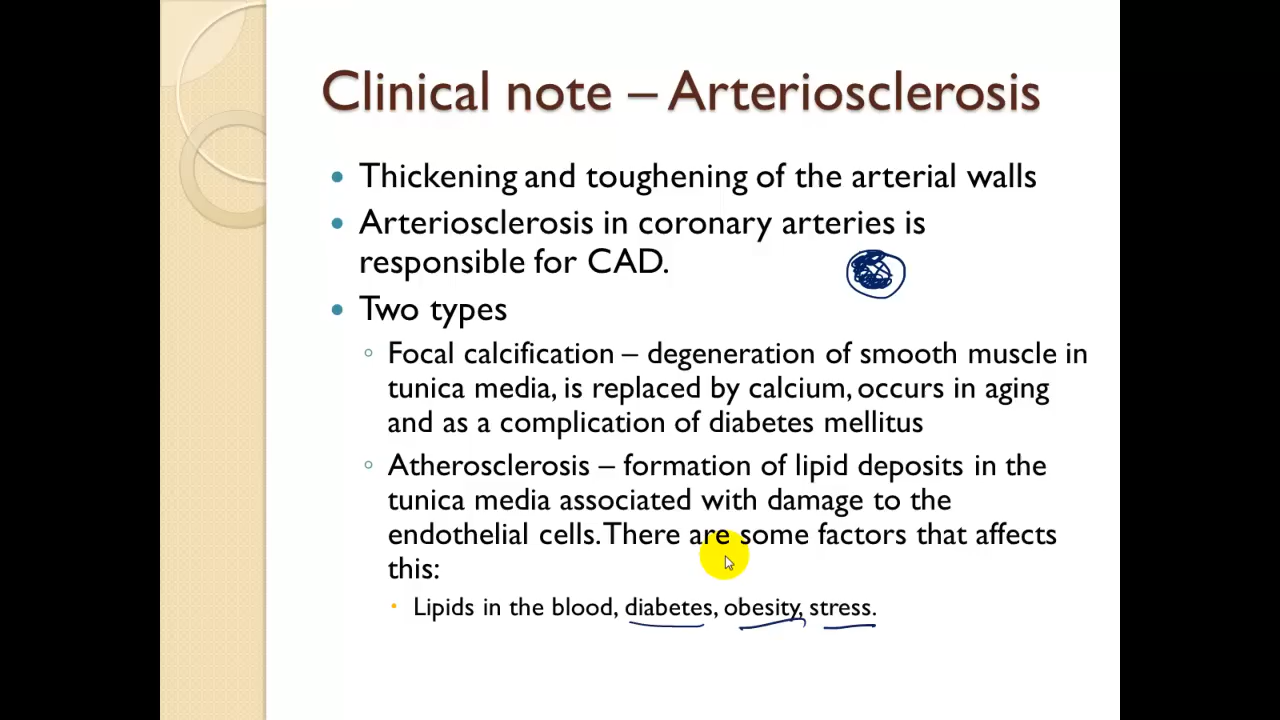 Clinical note – Arteriosclerosis
• Thickening and toughening of the arterial walls
• Arteriosclerosis in coronary arteries is
responsible for CAD.
• Two types
◦ Focal calcification – degeneration of smooth muscle in
tunica media, is replaced by calcium, occurs in aging
and as a complication of diabetes mellitus
◦ Atherosclerosis – formation of lipid deposits in the
tunica media associated with damage to the
endothelial cells. There are some factors that affects
this:
• Lipids in the blood, diabetes, obesity, stress.